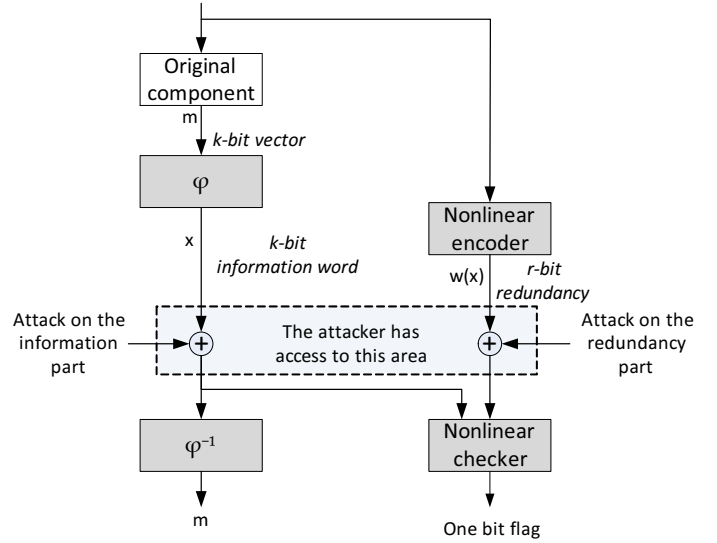 Original
component
m
k-bit vector
φ
x
k-bit
information word
Nonlinear
encoder
w(x)
r-bit
redundancy
Attack on the
information
part
+
The attacker has
access to this area
+
Attack on the
redundancy
part
φ⁻¹
Nonlinear
checker
m
One bit flag